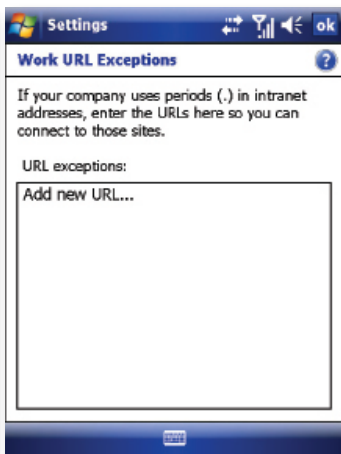 Settings
ok
Work URL Exceptions
?
If your company uses periods (.) in intranet
addresses, enter the URLs here so you can
connect to those sites.
URL exceptions:
Add new URL...